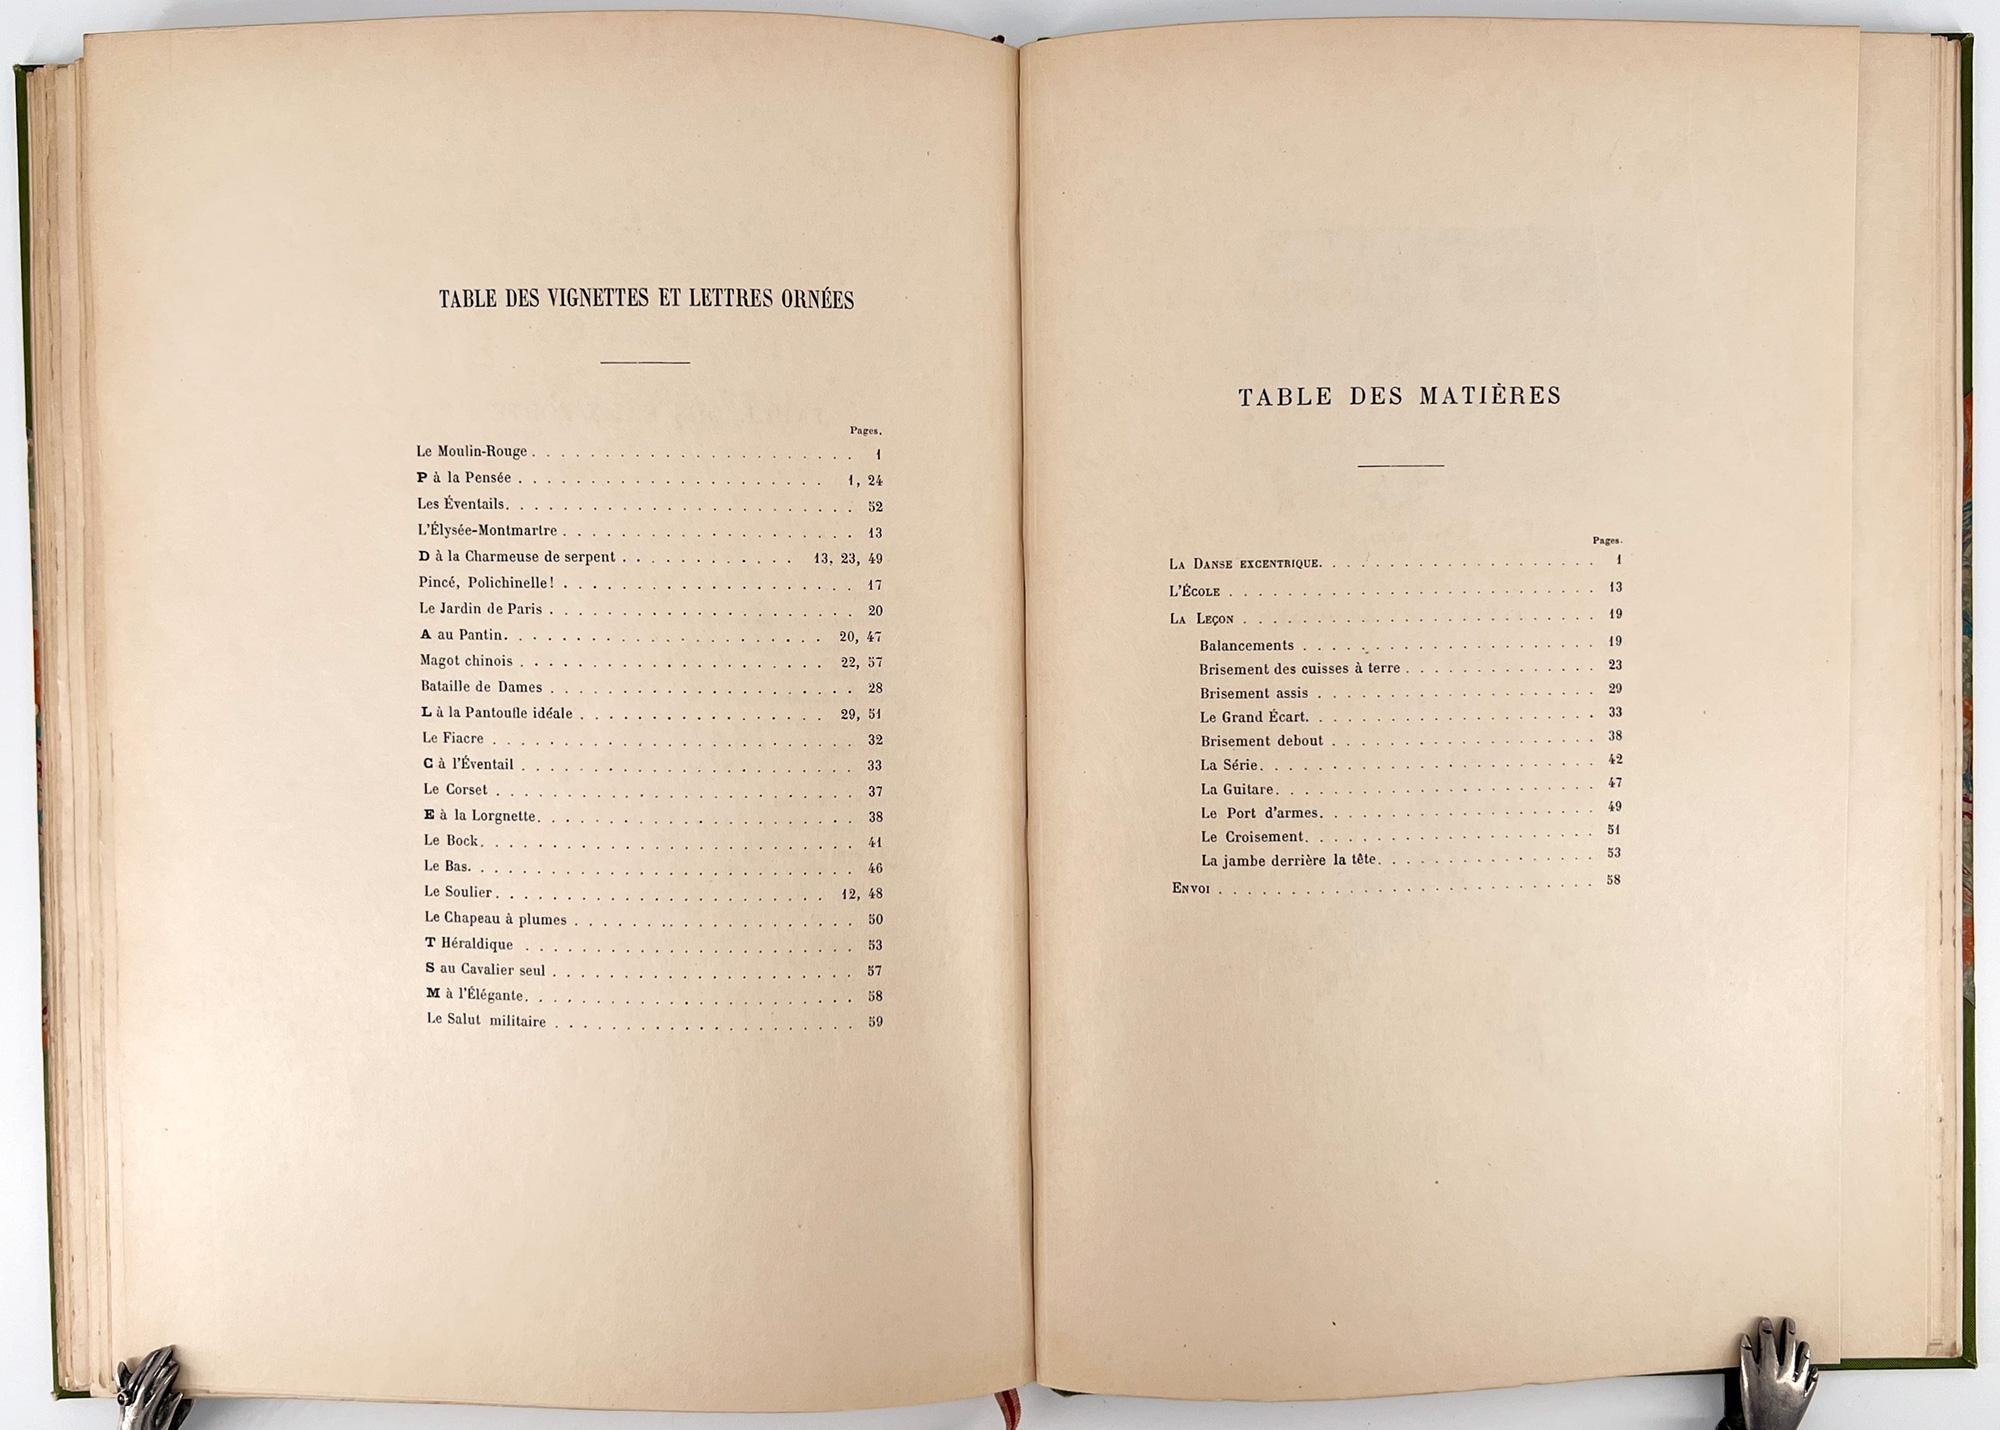 TABLE DES VIGNETTES ET LETTRES ORNÉES
Pages.
Le Moulin-Rouge . . . . . . . . . . . . . . . . . . . . . . . 1
P à la Pensée . . . . . . . . . . . . . . . . . . . . . . 1, 24
Les Éventails. . . . . . . . . . . . . . . . . . . . . . . . . 52
L'Élysée-Montmartre . . . . . . . . . . . . . . . . . . . . . 13
D à la Charmeuse de serpent . . . . . . . . . . . . 13, 23, 49
Pincé, Polichinelle! . . . . . . . . . . . . . . . . . . . . . 17
Le Jardin de Paris . . . . . . . . . . . . . . . . . . . . . . 20
A au Pantin. . . . . . . . . . . . . . . . . . . . . . . 20, 47
Magot chinois . . . . . . . . . . . . . . . . . . . . . . 22, 57
Bataille de Dames . . . . . . . . . . . . . . . . . . . . . . 28
L à la Pantoufle idéale . . . . . . . . . . . . . . . . . 29, 51
Le Fiacre . . . . . . . . . . . . . . . . . . . . . . . . . 32
C à l'Éventail . . . . . . . . . . . . . . . . . . . . . . . 33
Le Corset . . . . . . . . . . . . . . . . . . . . . . . . . 37
E à la Lorgnette. . . . . . . . . . . . . . . . . . . . . . . 38
Le Bock. . . . . . . . . . . . . . . . . . . . . . . . . . 41
Le Bas. . . . . . . . . . . . . . . . . . . . . . . . . . . 46
Le Soulier. . . . . . . . . . . . . . . . . . . . . . . . 12, 48
Le Chapeau à plumes . . . . . . . . . . . . . . . . . . . . 50
T Héraldique . . . . . . . . . . . . . . . . . . . . . . . 53
S au Cavalier seul . . . . . . . . . . . . . . . . . . . . . 57
M à l'Élégante. . . . . . . . . . . . . . . . . . . . . . . . 58
Le Salut militaire . . . . . . . . . . . . . . . . . . . . . 59
TABLE DES MATIÈRES
Pages.
LA DANSE EXCENTRIQUE. . . . . . . . . . . . . . . . . . . . 1
L'ÉCOLE . . . . . . . . . . . . . . . . . . . . . . . . . . 13
LA LEÇON . . . . . . . . . . . . . . . . . . . . . . . . . 19
Balancements . . . . . . . . . . . . . . . . . . . . . 19
Brisement des cuisses à terre . . . . . . . . . . . . . 23
Brisement assis . . . . . . . . . . . . . . . . . . . . 29
Le Grand Écart. . . . . . . . . . . . . . . . . . . . . 33
Brisement debout . . . . . . . . . . . . . . . . . . . 38
La Série. . . . . . . . . . . . . . . . . . . . . . . . 42
La Guitare. . . . . . . . . . . . . . . . . . . . . . . 47
Le Port d'armes. . . . . . . . . . . . . . . . . . . . 49
Le Croisement. . . . . . . . . . . . . . . . . . . . . 51
La jambe derrière la tête. . . . . . . . . . . . . . . . 53
ENVOI . . . . . . . . . . . . . . . . . . . . . . . . . . 58